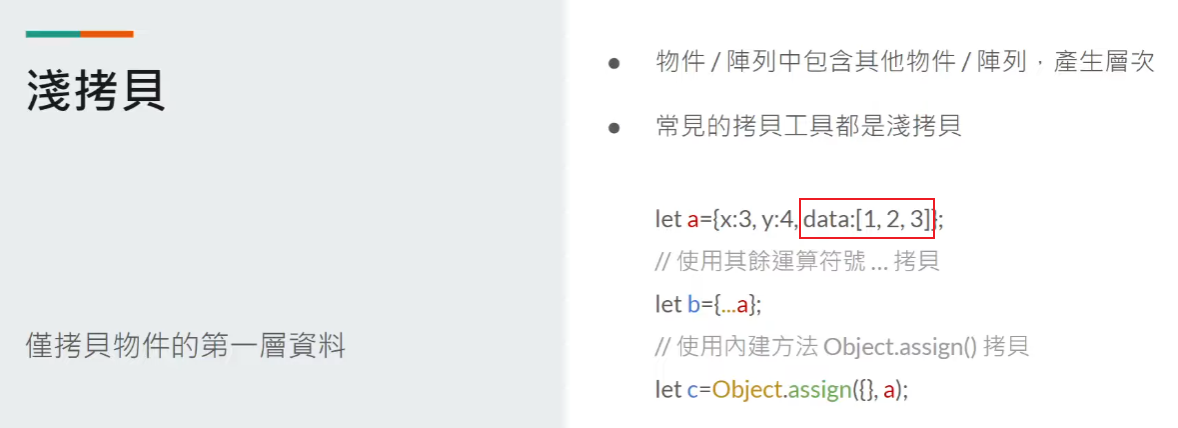 淺拷貝
僅拷貝物件的第一層資料
● 物件 / 陣列中包含其他物件 / 陣列，產生層次
● 常見的拷貝工具都是淺拷貝
let a={x:3, y:4, data:[1, 2, 3]};
// 使用其餘運算符號 ... 拷貝
let b={...a};
// 使用內建方法 Object.assign() 拷貝
let c=Object.assign({}, a);